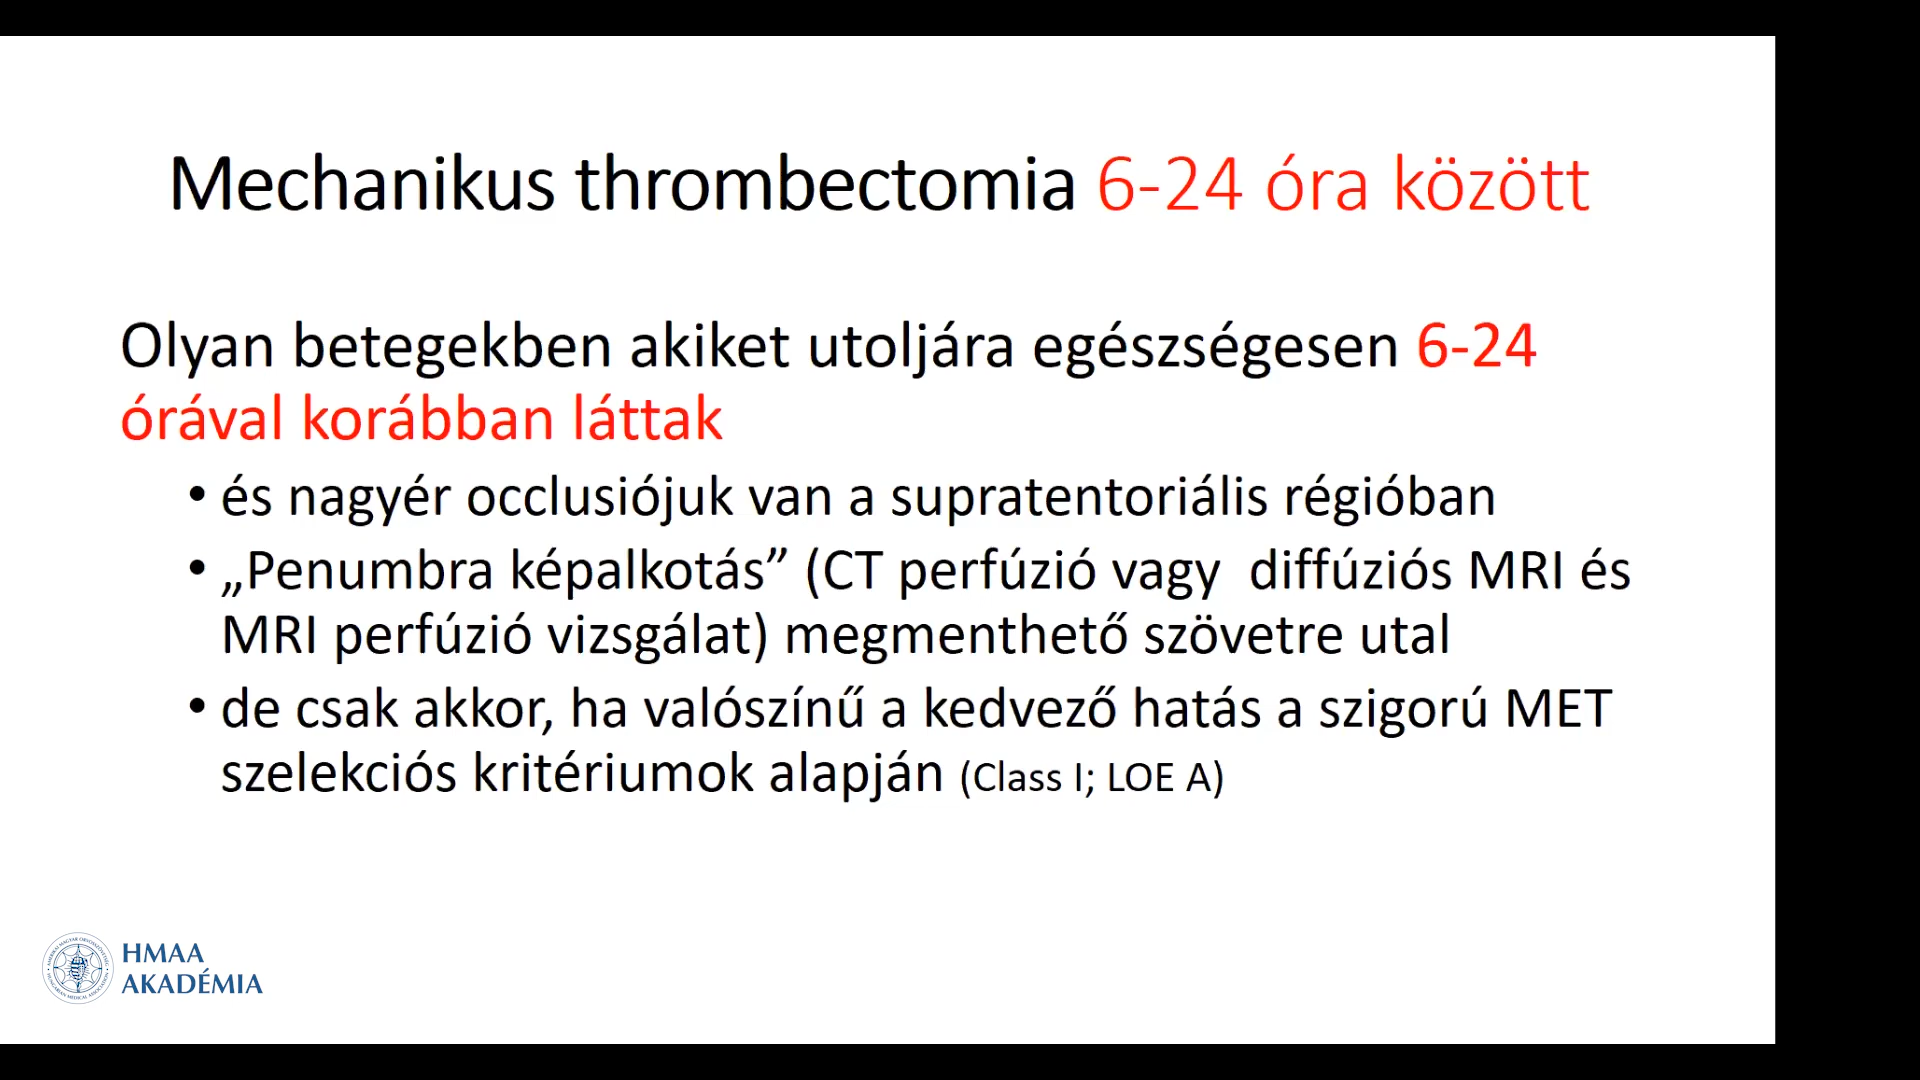 Mechanikus thrombectomia 6-24 óra között
Olyan betegekben akiket utoljára egészségesen 6-24
órával korábban láttak
• és nagyér occlusiójuk van a supratentoriális régióban
• „Penumbra képalkotás” (CT perfúzió vagy diffúziós MRI és
MRI perfúzió vizsgálat) megmenthető szövetre utal
• de csak akkor, ha valószínű a kedvező hatás a szigorú MET
szelekciós kritériumok alapján (Class I; LOE A)
HMAA
AKADÉMIA